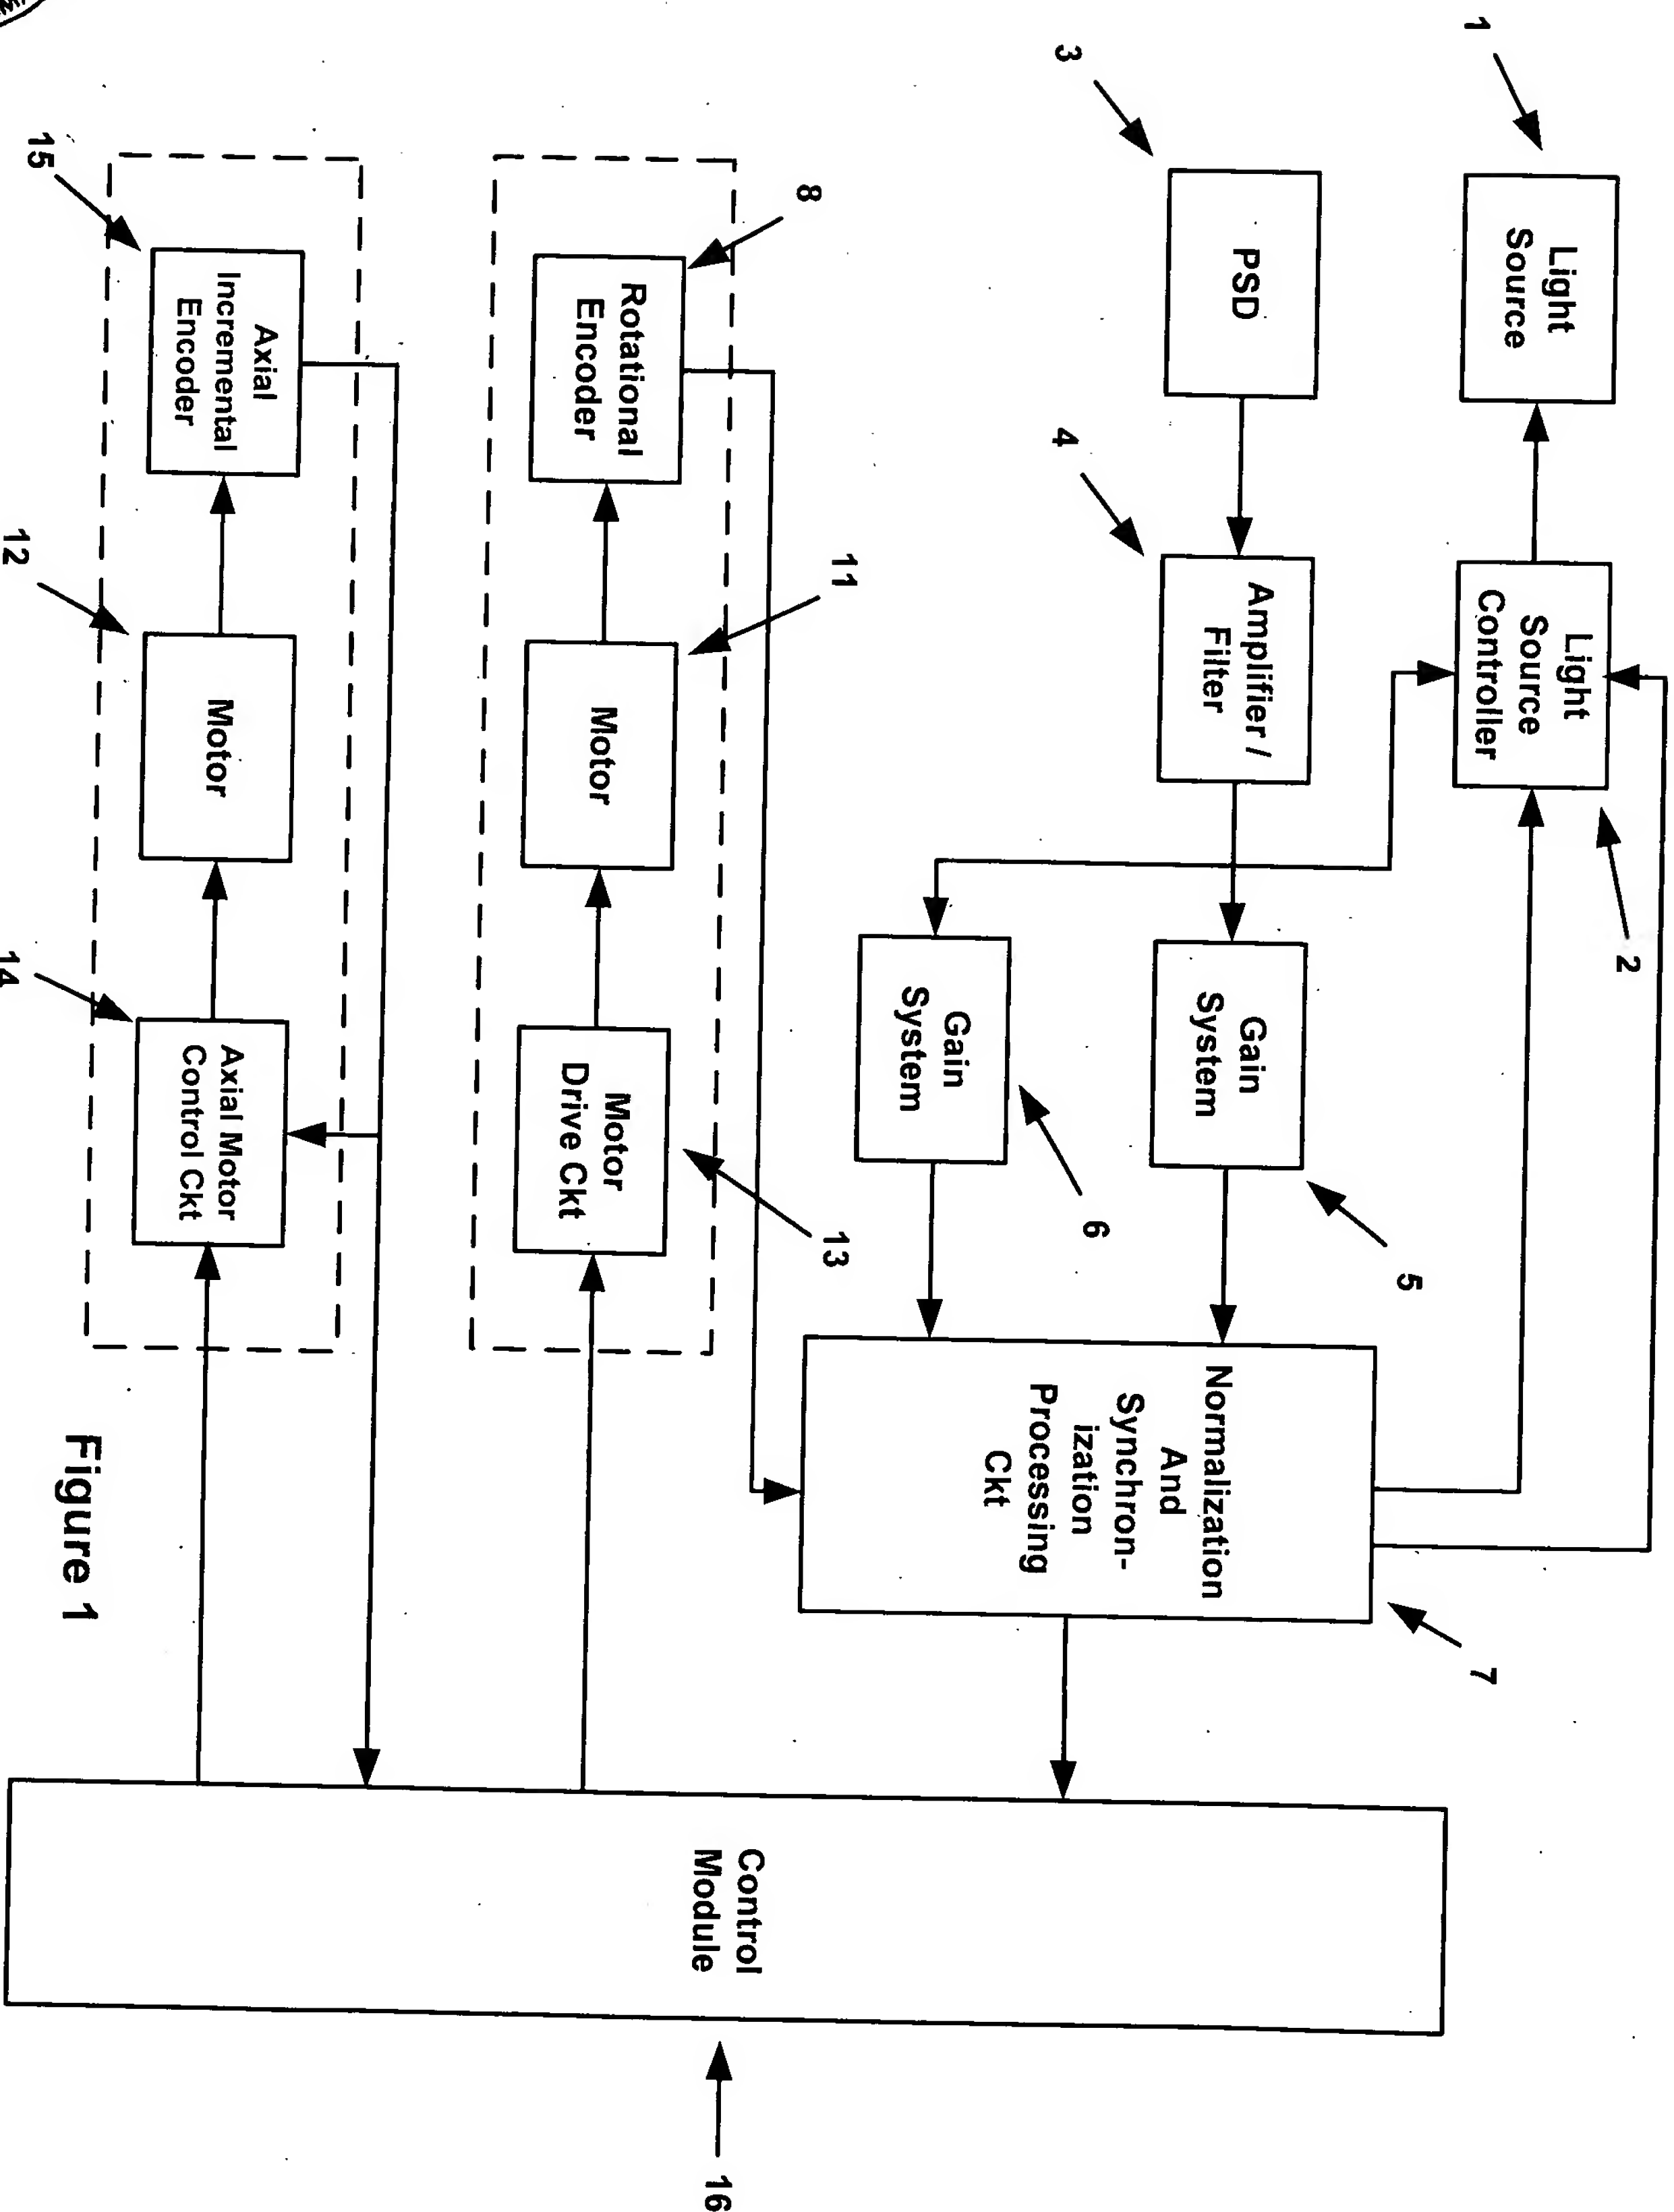 1
Light
Source
Light
Source
Controller
2
3
PSD
4
Amplifier /
Filter
Gain
System
5
Gain
System
6
Normalization
And
Synchron-
ization
Processing
Ckt
7
8
Rotational
Encoder
11
Motor
Motor
Drive Ckt
13
15
Axial
Incremental
Encoder
12
Motor
14
Axial Motor
Control Ckt
Control
Module
16
Figure 1